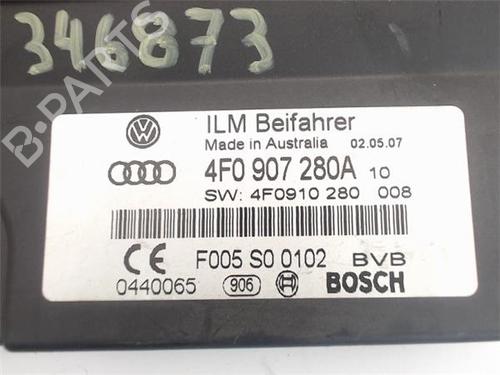 346873
B-PARTS
ILM Beifahrer
Made in Australia 02.05.07
4F0 907 280A 10
SW: 4F0910 280 008
F005 S0 0102 BVB
0440065 906 BOSCH